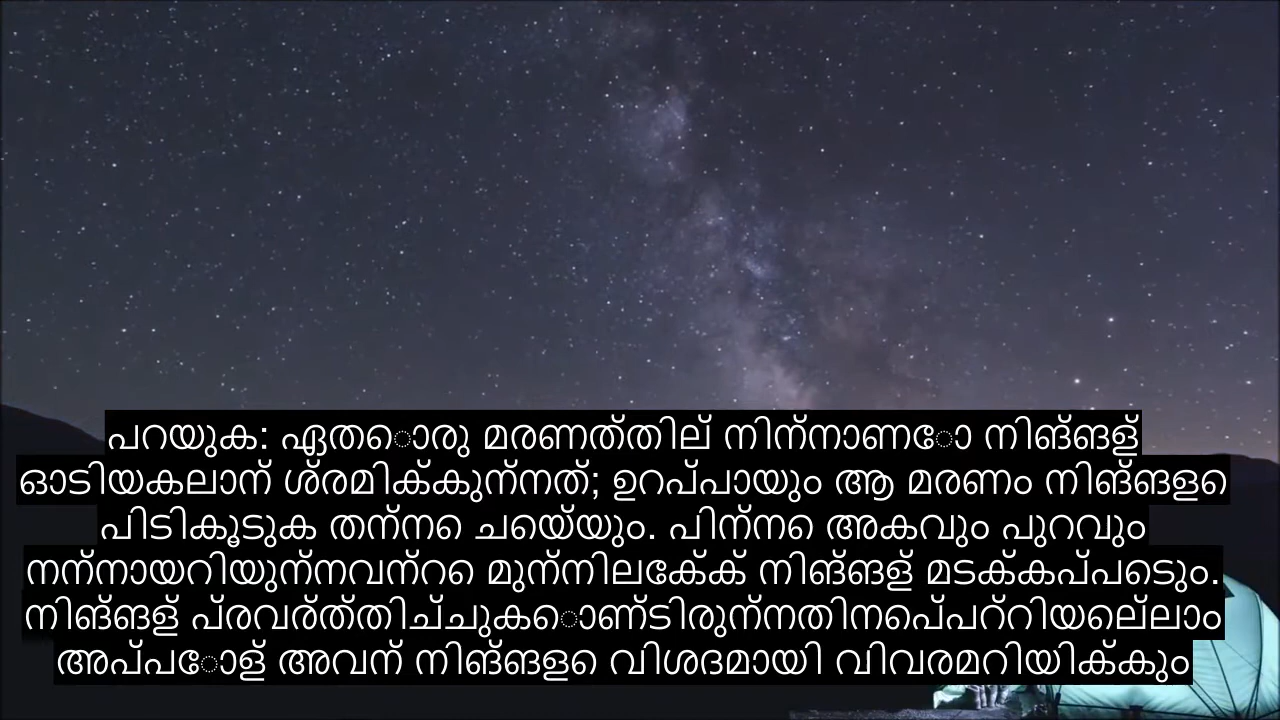 പറയുക: ഏതൊരു മരണത്തില് നിന്നാണോ നിങ്ങള്
ഓടിയകലാന് ശ്രമിക്കുന്നത്; ഉറപ്പായും ആ മരണം നിങ്ങളെ
പിടികൂടുക തന്നെ ചെയ്യും. പിന്നെ അകവും പുറവും
നന്നായറിയുന്നവന്റെ മുന്നിലേക്ക് നിങ്ങള് മടക്കപ്പെടും.
നിങ്ങള് പ്രവര്ത്തിച്ചുകൊണ്ടിരുന്നതിനെപ്പറ്റിയെല്ലാം
അപ്പോള് അവന് നിങ്ങളെ വിശദമായി വിവരമറിയിക്കും